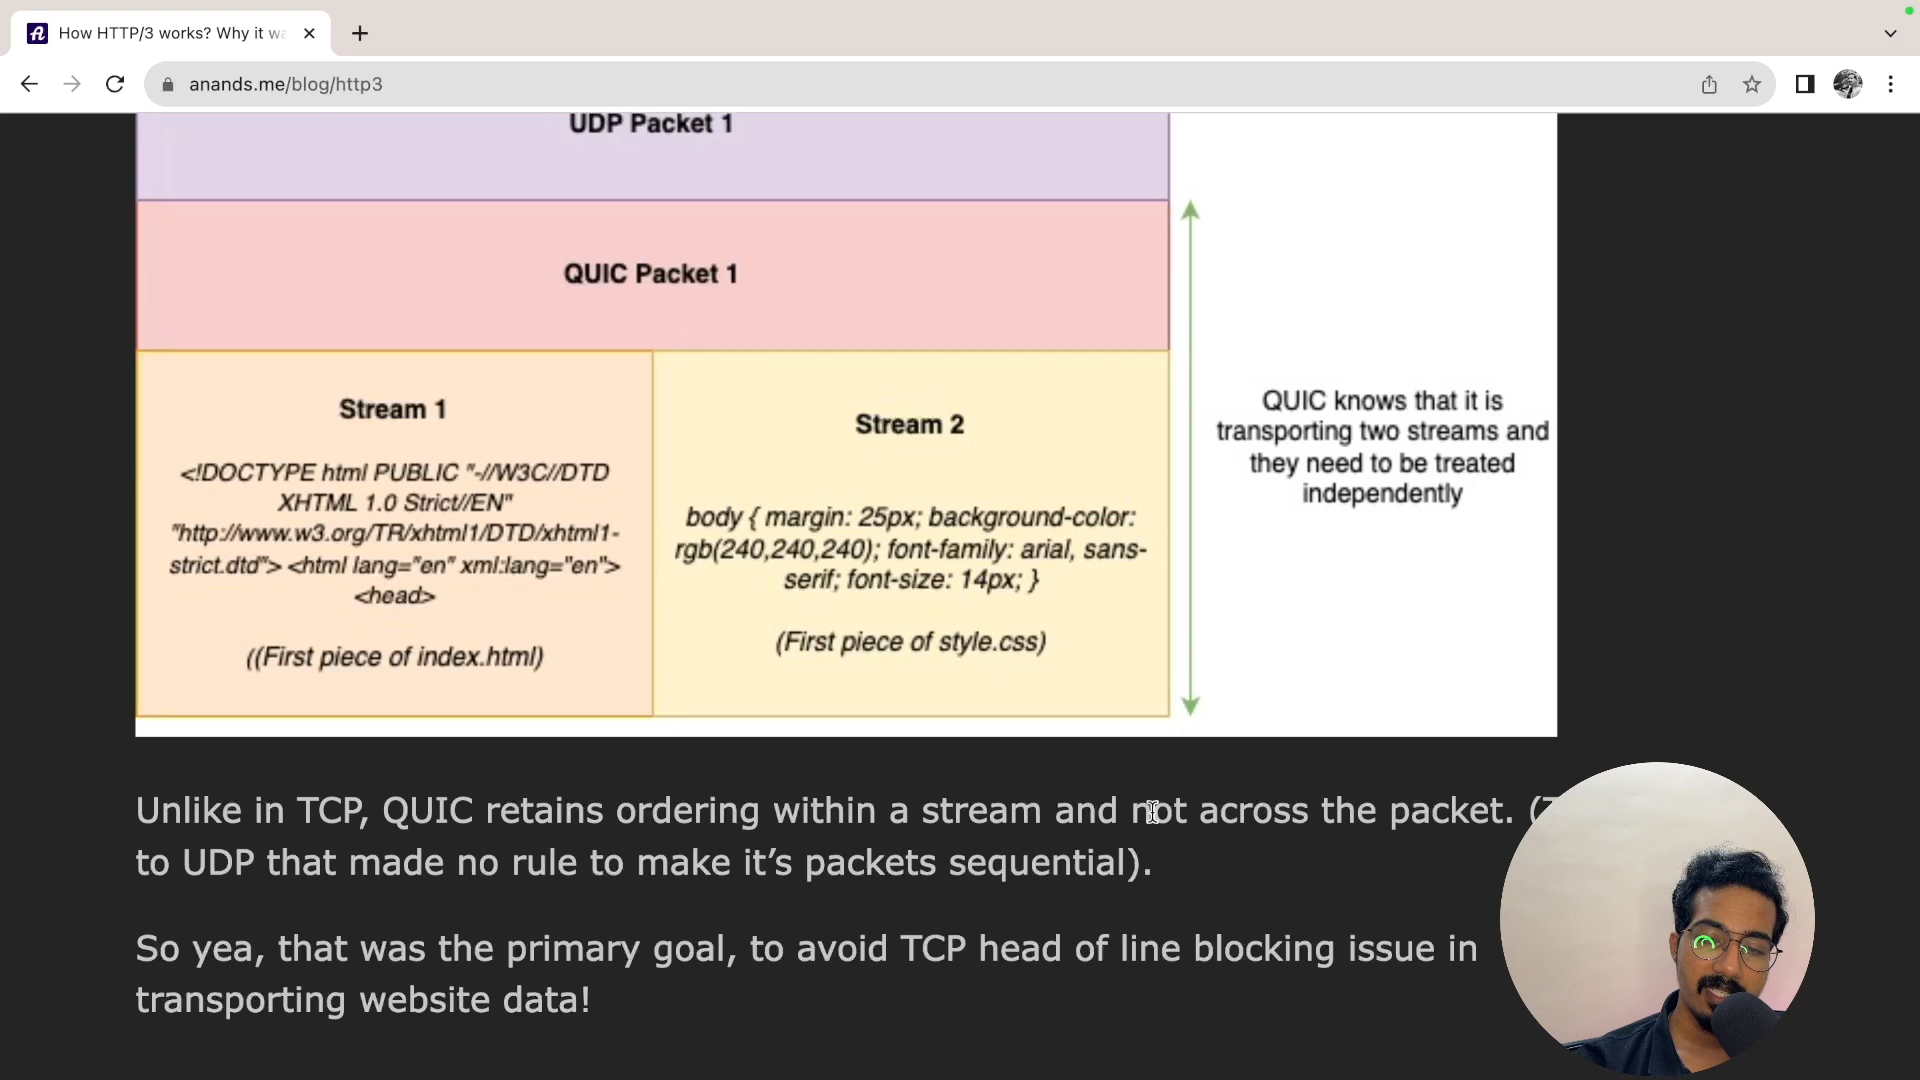 How HTTP/3 works? Why it wa
anands.me/blog/http3
UDP Packet 1
QUIC Packet 1
Stream 1
<!DOCTYPE html PUBLIC "-//W3C//DTD
XHTML 1.0 Strict//EN"
"http://www.w3.org/TR/xhtml1/DTD/xhtml1-
strict.dtd"> <html lang="en" xml:lang="en">
<head>
((First piece of index.html)
Stream 2
body { margin: 25px; background-color:
rgb(240,240,240); font-family: arial, sans-
serif; font-size: 14px; }
(First piece of style.css)
QUIC knows that it is
transporting two streams and
they need to be treated
independently
Unlike in TCP, QUIC retains ordering within a stream and not across the packet. (
to UDP that made no rule to make it’s packets sequential).
So yea, that was the primary goal, to avoid TCP head of line blocking issue in
transporting website data!